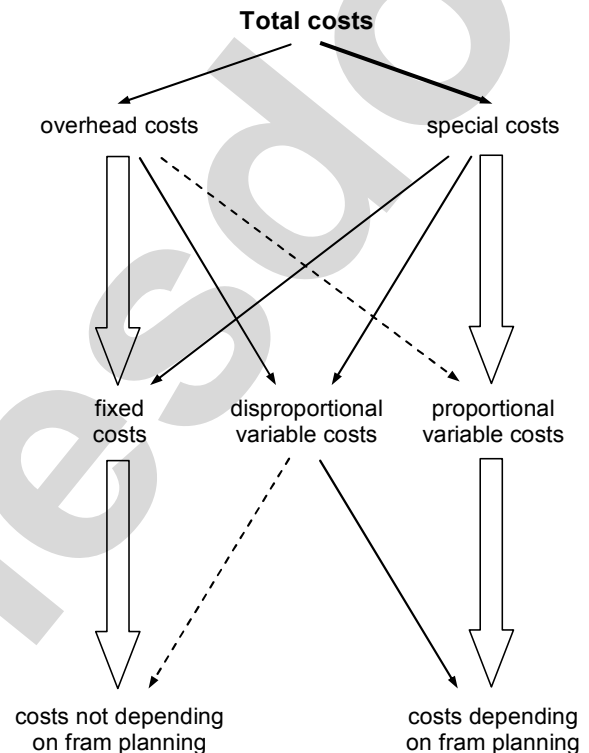 Total costs
overhead costs
special costs
fixed
costs
disproportional
variable costs
proportional
variable costs
costs not depending
on fram planning
costs depending
on fram planning